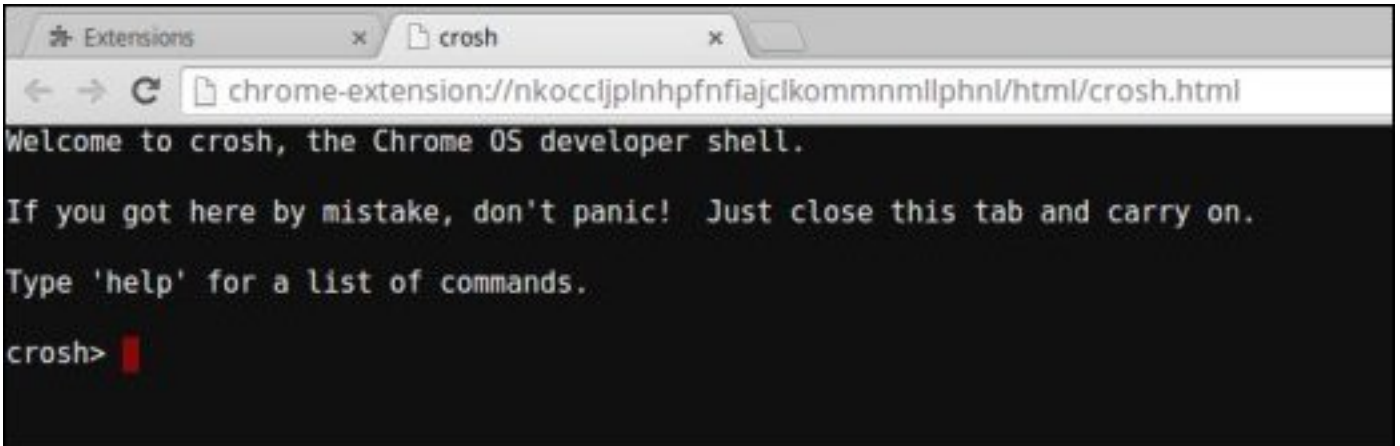 Extensions
crosh
chrome-extension://nkoccljplnhpfnfiajclkommnmllphnl/html/crosh.html
Welcome to crosh, the Chrome OS developer shell.
If you got here by mistake, don't panic!  Just close this tab and carry on.
Type 'help' for a list of commands.
crosh>